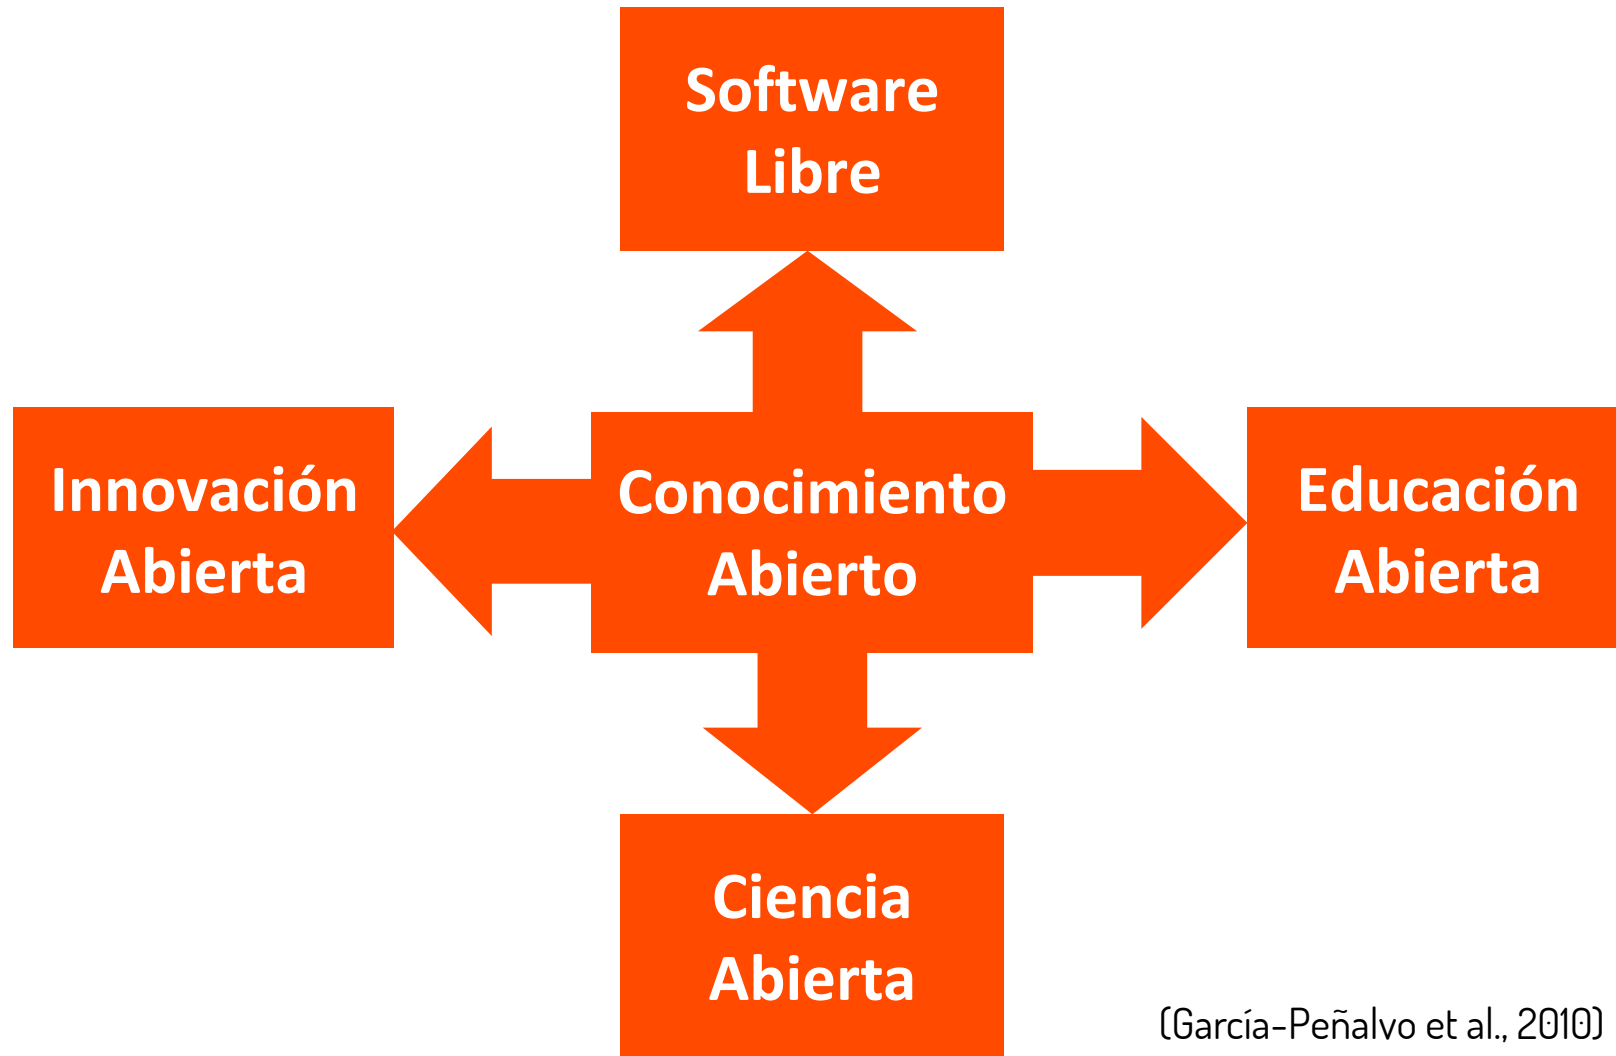 Software
Libre
Innovación
Abierta
Conocimiento
Abierto
Educación
Abierta
Ciencia
Abierta
(García-Peñalvo et al., 2010)